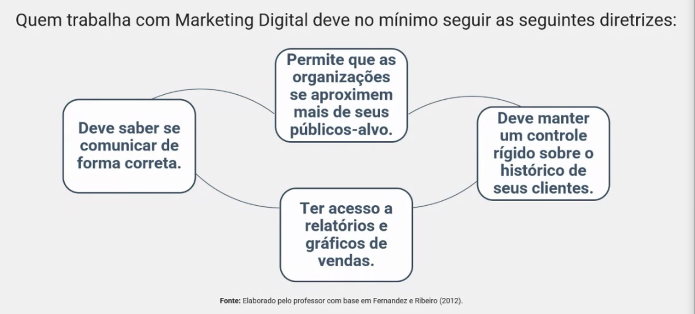 Quem trabalha com Marketing Digital deve no mínimo seguir as seguintes diretrizes:
Permite que as
organizações
se aproximem
mais de seus
públicos-alvo.
Deve saber se
comunicar de
forma correta.
Deve manter
um controle
rígido sobre o
histórico de
seus clientes.
Ter acesso a
relatórios e
gráficos de
vendas.
Fonte: Elaborado pelo professor com base em Fernandez e Ribeiro (2012).